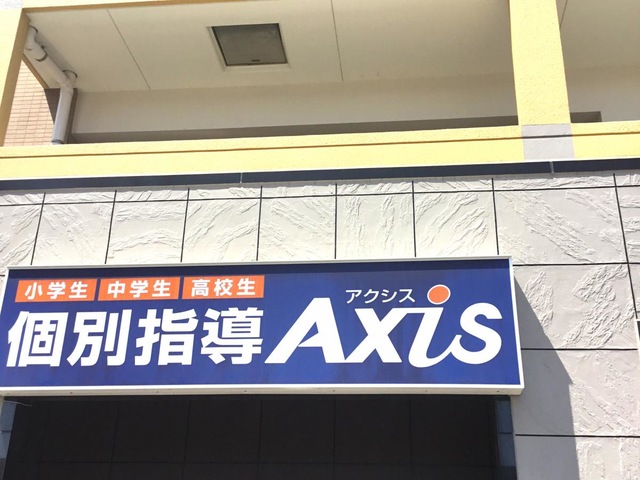 小学生 中学生 高校生
アクシス
個別指導 Axis